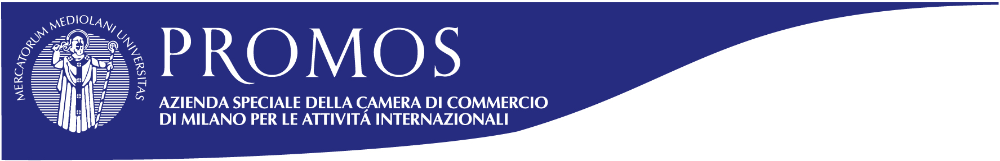 MERCATORUM MEDIOLANI UNIVERSITAS
PROMOS
AZIENDA SPECIALE DELLA CAMERA DI COMMERCIO
DI MILANO PER LE ATTIVITÁ INTERNAZIONALI